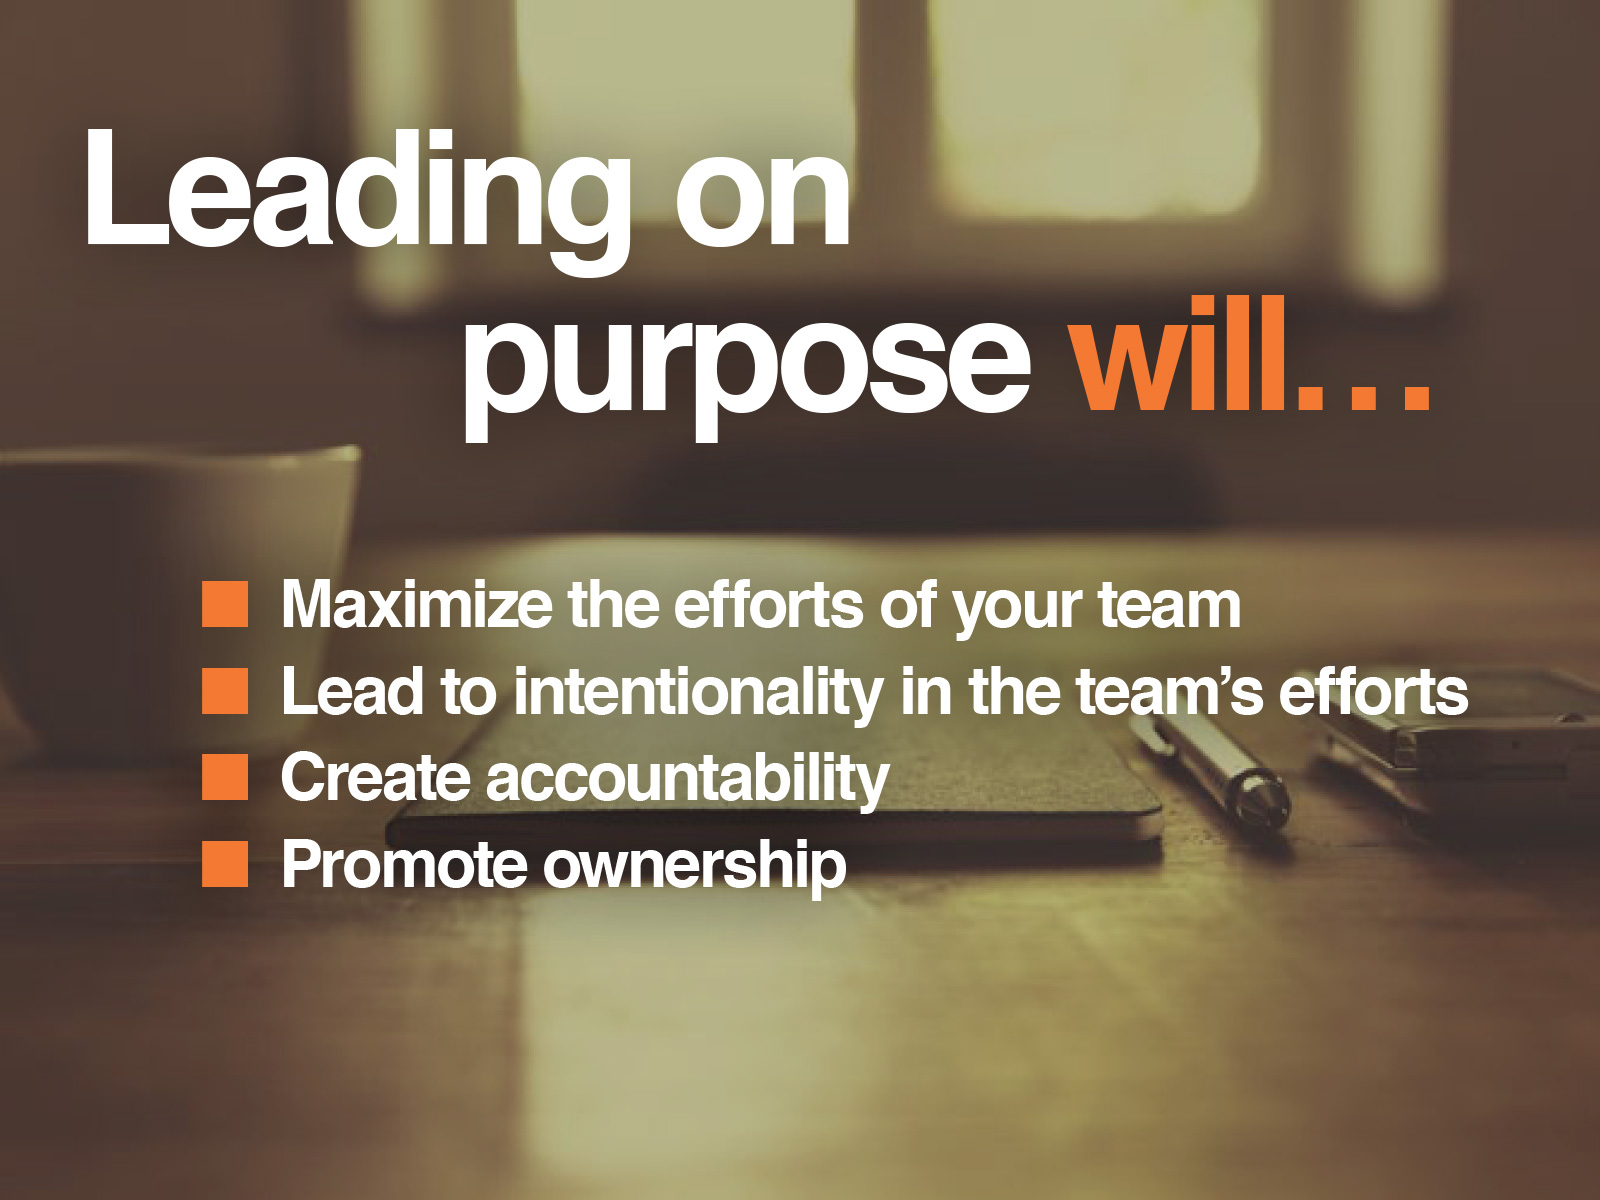 Leading on
purpose will...
Maximize the efforts of your team
Lead to intentionality in the team’s efforts
Create accountability
Promote ownership